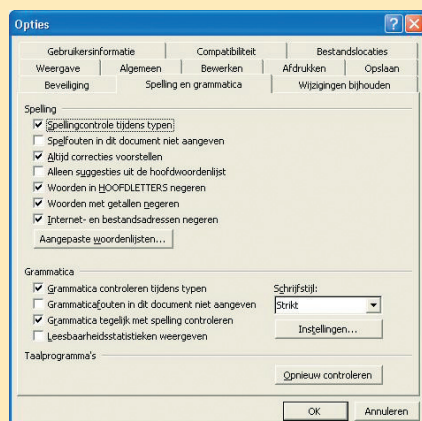 Opties
Gebruikersinformatie Compatibiliteit Bestandslocaties
Weergave Algemeen Bewerken Afdrukken Opslaan
Beveiliging Spelling en grammatica Wijzigingen bijhouden
Spelling
Spellingcontrole tijdens typen
Spelfouten in dit document niet aangeven
Altijd correcties voorstellen
Alleen suggesties uit de hoofdwoordenlijst
Woorden in HOOFDLETTERS negeren
Woorden met getallen negeren
Internet- en bestandsadressen negeren
Aangepaste woordenlijsten...
Grammatica
Grammatica controleren tijdens typen Schrijfstijl:
Grammaticafouten in dit document niet aangeven Strikt
Grammatica tegelijk met spelling controleren
Instellingen...
Leesbaarheidsstatistieken weergeven
Taalprogramma's
Opnieuw controleren
OK Annuleren